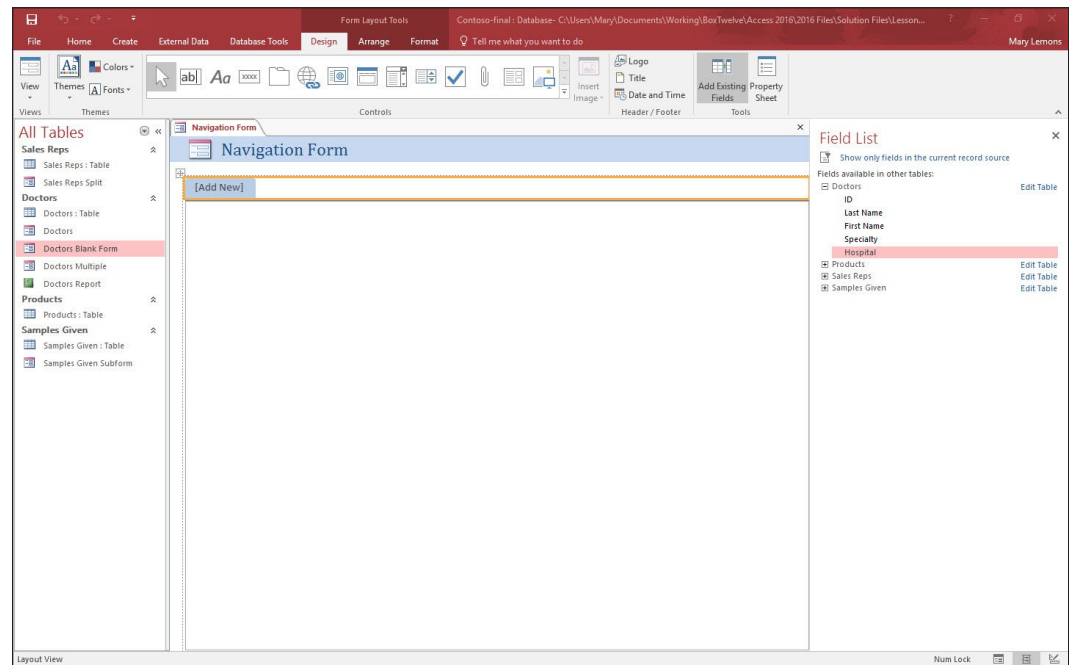 Form Layout Tools
Contoso-final : Database- C:\Users\Mary\Documents\Working\BoxTwelve\Access 2016\2016 Files\Solution Files\Lesson...
?
File Home Create External Data Database Tools Design Arrange Format Tell me what you want to do
Mary Lemons
View
Themes
Colors
Fonts
ab
Aa
XXXX
Insert Image
Logo
Title
Date and Time
Add Existing Fields
Property Sheet
Views Themes Controls Header / Footer Tools
All Tables
Sales Reps
Sales Reps : Table
Sales Reps Split
Doctors
Doctors : Table
Doctors
Doctors Blank Form
Doctors Multiple
Doctors Report
Products
Products : Table
Samples Given
Samples Given : Table
Samples Given Subform
Navigation Form
Navigation Form
[Add New]
Field List
Show only fields in the current record source
Fields available in other tables:
Doctors Edit Table
ID
Last Name
First Name
Specialty
Hospital
Products Edit Table
Sales Reps Edit Table
Samples Given Edit Table
Layout View
Num Lock